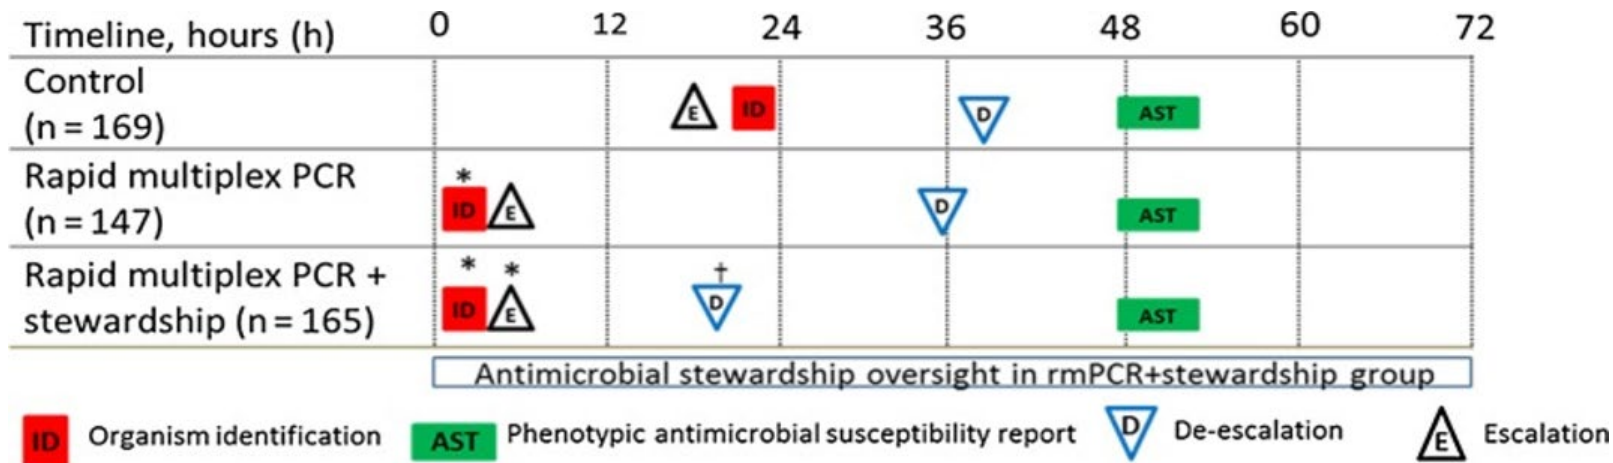 Timeline, hours (h) 0 12 24 36 48 60 72
Control
(n = 169)
E ID D AST
Rapid multiplex PCR
(n = 147)
*
ID E D AST
Rapid multiplex PCR +
stewardship (n = 165)
* * †
ID E D AST
Antimicrobial stewardship oversight in rmPCR+stewardship group
ID Organism identification AST Phenotypic antimicrobial susceptibility report D De-escalation E Escalation